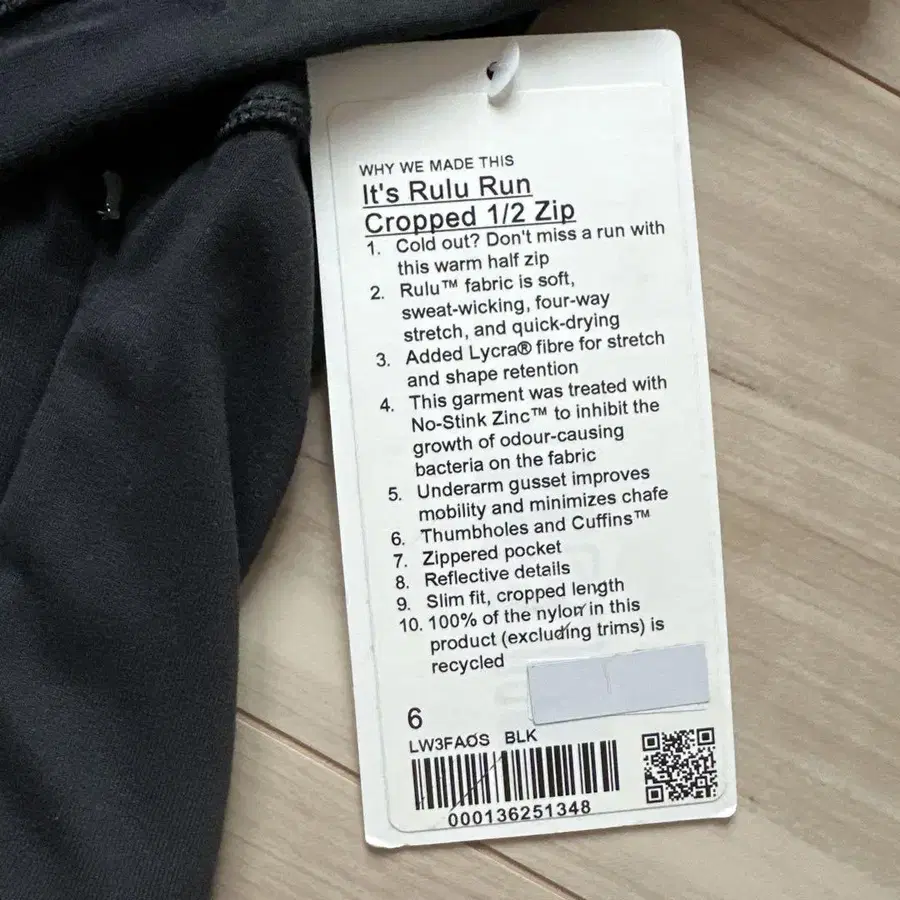 WHY WE MADE THIS
It's Rulu Run
Cropped 1/2 Zip
1. Cold out? Don't miss a run with
this warm half zip
2. Rulu™ fabric is soft,
sweat-wicking, four-way
stretch, and quick-drying
3. Added Lycra® fibre for stretch
and shape retention
4. This garment was treated with
No-Stink Zinc™ to inhibit the
growth of odour-causing
bacteria on the fabric
5. Underarm gusset improves
mobility and minimizes chafe
6. Thumbholes and Cuffins™
7. Zippered pocket
8. Reflective details
9. Slim fit, cropped length
10. 100% of the nylon in this
product (excluding trims) is
recycled
6
LW3FAOS BLK
000136251348